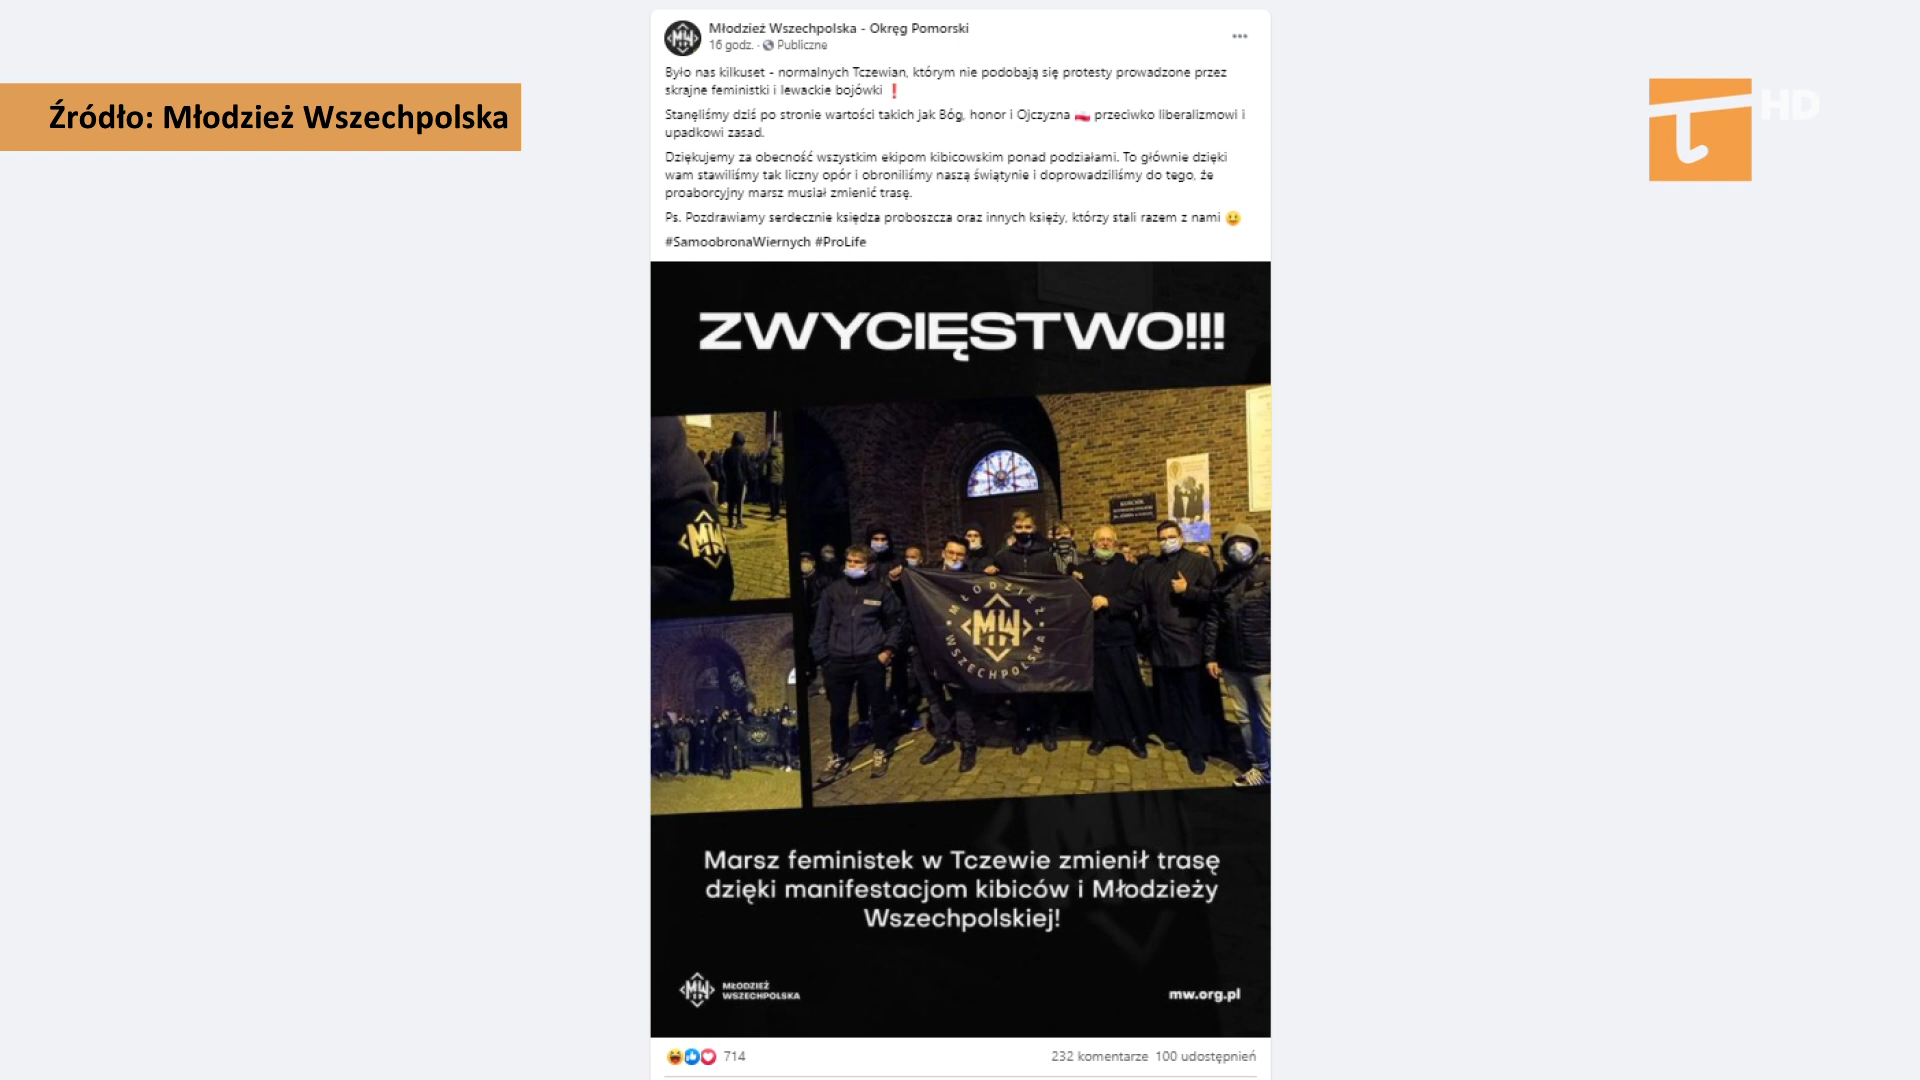 Źródło: Młodzież Wszechpolska
HD
Młodzież Wszechpolska - Okręg Pomorski
16 godz. · Publiczne
Było nas kilkuset - normalnych Tczewian, którym nie podobają się protesty prowadzone przez
skrajne feministki i lewackie bojówki ❗
Stanęliśmy dziś po stronie wartości takich jak Bóg, honor i Ojczyzna 🇵🇱 przeciwko liberalizmowi i
upadkowi zasad.
Dziękujemy za obecność wszystkim ekipom kibicowskim ponad podziałami. To głównie dzięki
wam stawiliśmy tak liczny opór i obroniliśmy naszą świątynie i doprowadziliśmy do tego, że
proaborcyjny marsz musiał zmienić trasę.
Ps. Pozdrawiamy serdecznie księdza proboszcza oraz innych księży, którzy stali razem z nami 😃
#SamoobronaWiernych #ProLife
ZWYCIĘSTWO!!!
MW
MŁODZIEŻ
MW
WSZECHPOLSKA
Marsz feministek w Tczewie zmienił trasę
dzięki manifestacjom kibiców i Młodzieży
Wszechpolskiej!
MW
MŁODZIEŻ
WSZECHPOLSKA
mw.org.pl
714
232 komentarze 100 udostępnień